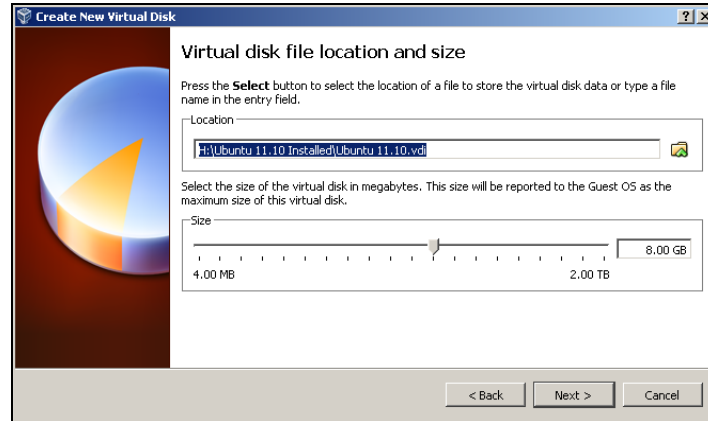 Create New Virtual Disk
Virtual disk file location and size
Press the Select button to select the location of a file to store the virtual disk data or type a file
name in the entry field.
Location
H:\Ubuntu 11.10 Installed\Ubuntu 11.10.vdi
Select the size of the virtual disk in megabytes. This size will be reported to the Guest OS as the
maximum size of this virtual disk.
Size
8.00 GB
4.00 MB 2.00 TB
< Back Next > Cancel